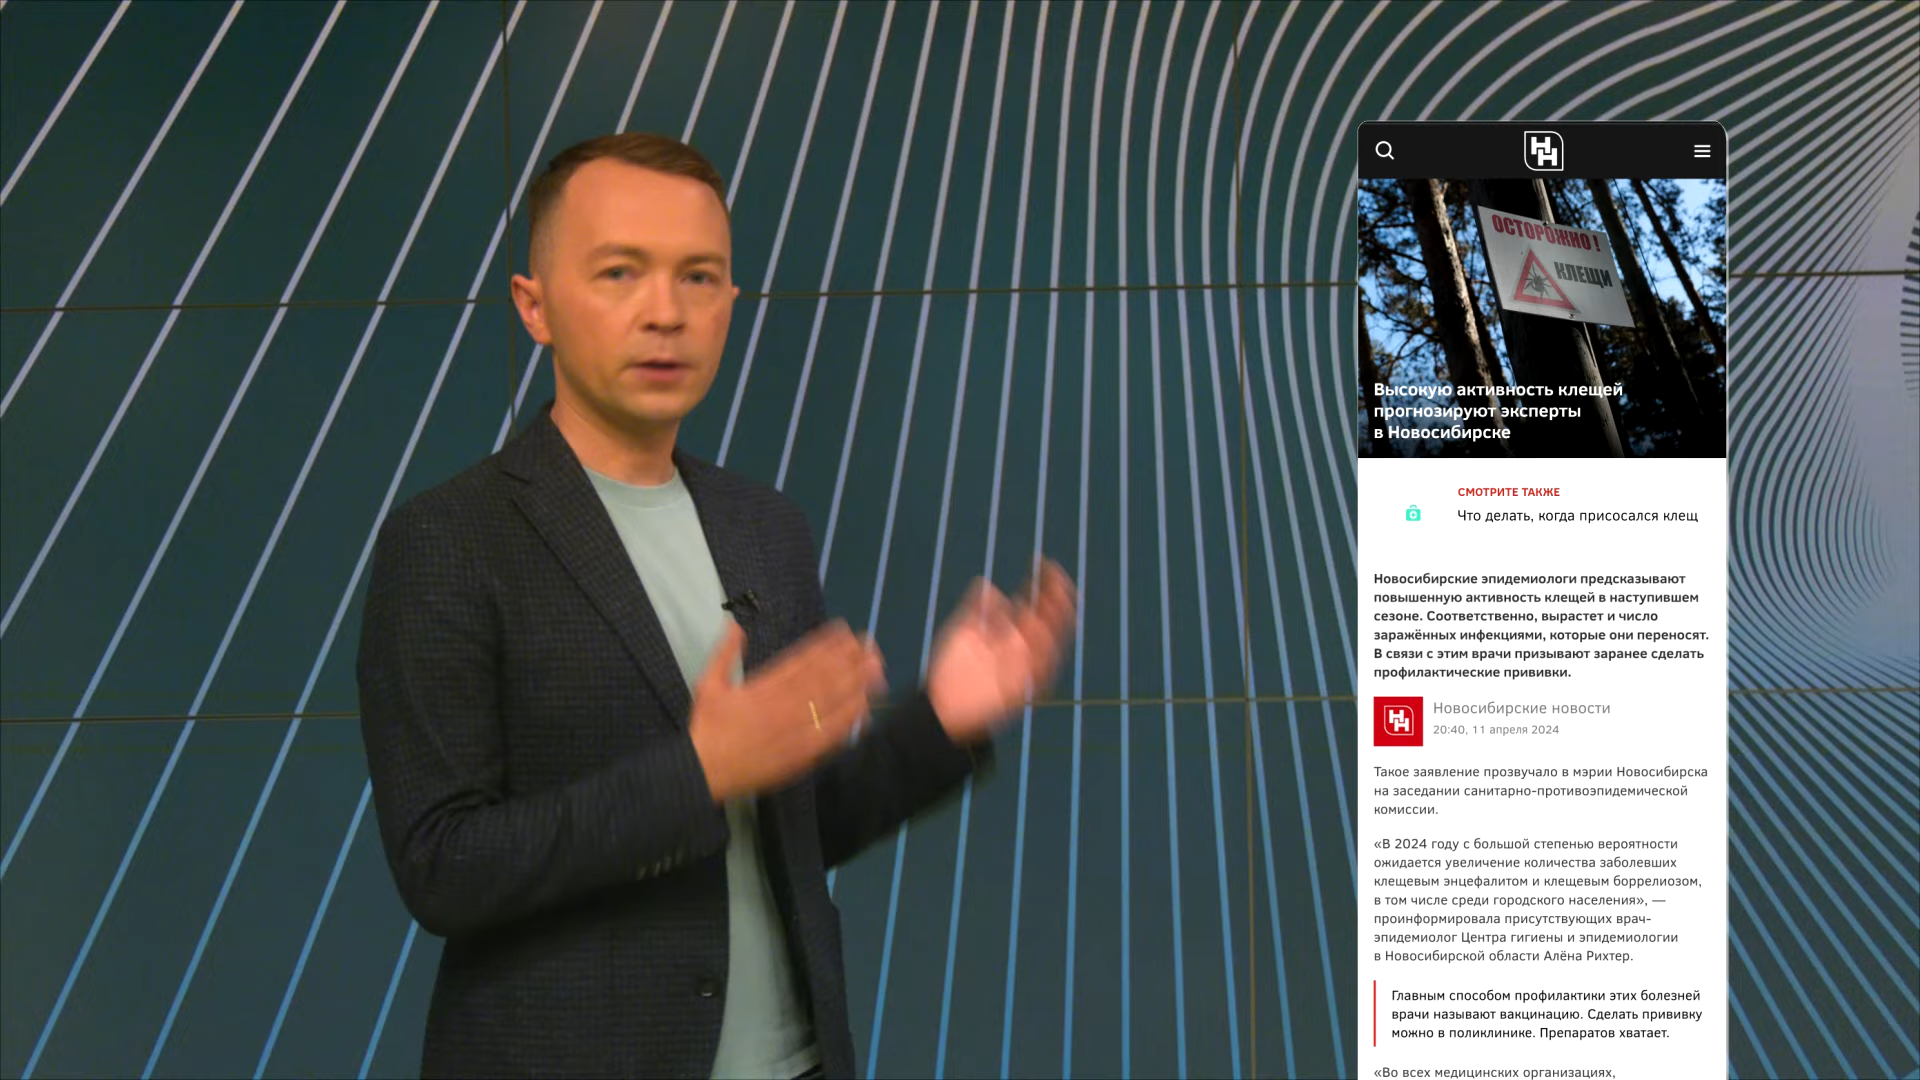 НН
ОСТОРОЖНО!
КЛЕЩИ
Высокую активность клещей
прогнозируют эксперты
в Новосибирске
СМОТРИТЕ ТАКЖЕ
Что делать, когда присосался клещ
Новосибирские эпидемиологи предсказывают
повышенную активность клещей в наступившем
сезоне. Соответственно, вырастет и число
заражённых инфекциями, которые они переносят.
В связи с этим врачи призывают заранее сделать
профилактические прививки.
НН
Новосибирские новости
20:40, 11 апреля 2024
Такое заявление прозвучало в мэрии Новосибирска
на заседании санитарно-противоэпидемической
комиссии.
«В 2024 году с большой степенью вероятности
ожидается увеличение количества заболевших
клещевым энцефалитом и клещевым боррелиозом,
в том числе среди городского населения», —
проинформировала присутствующих врач-
эпидемиолог Центра гигиены и эпидемиологии
в Новосибирской области Алёна Рихтер.
Главным способом профилактики этих болезней
врачи называют вакцинацию. Сделать прививку
можно в поликлинике. Препаратов хватает.
«Во всех медицинских организациях,